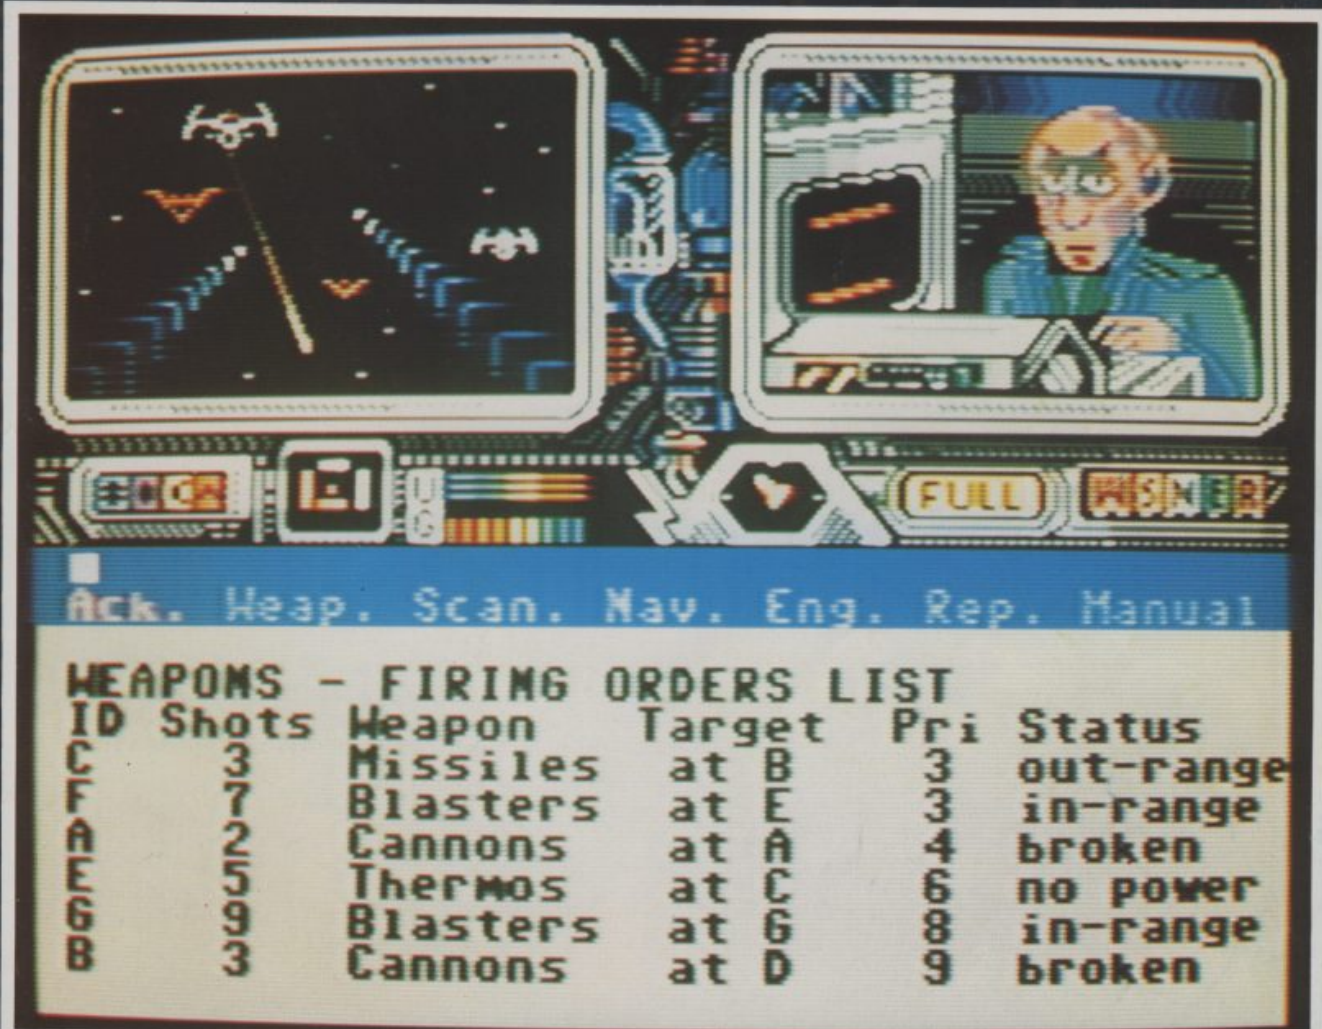 FULL
Ack. Weap. Scan. Nav. Eng. Rep. Manual
WEAPONS - FIRING ORDERS LIST
ID Shots Weapon Target Pri Status
C 3 Missiles at B 3 out-range
F 7 Blasters at E 3 in-range
A 2 Cannons at A 4 broken
E 5 Thermos at C 6 no power
G 9 Blasters at G 8 in-range
B 3 Cannons at D 9 broken